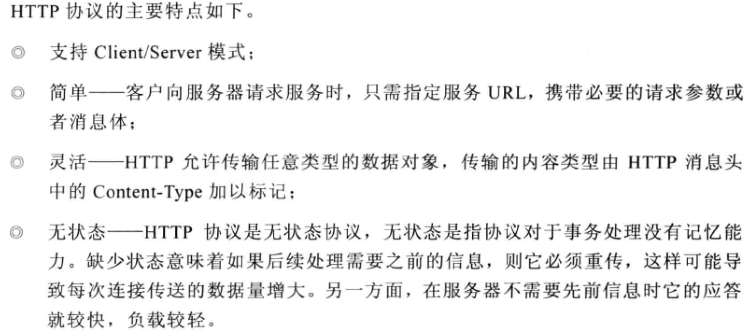 HTTP 协议的主要特点如下。
◎ 支持 Client/Server 模式；
◎ 简单——客户向服务器请求服务时，只需指定服务 URL，携带必要的请求参数或
者消息体；
◎ 灵活——HTTP 允许传输任意类型的数据对象，传输的内容类型由 HTTP 消息头
中的 Content-Type 加以标记；
◎ 无状态——HTTP 协议是无状态协议，无状态是指协议对于事务处理没有记忆能
力。缺少状态意味着如果后续处理需要之前的信息，则它必须重传，这样可能导
致每次连接传送的数据量增大。另一方面，在服务器不需要先前信息时它的应答
就较快，负载较轻。